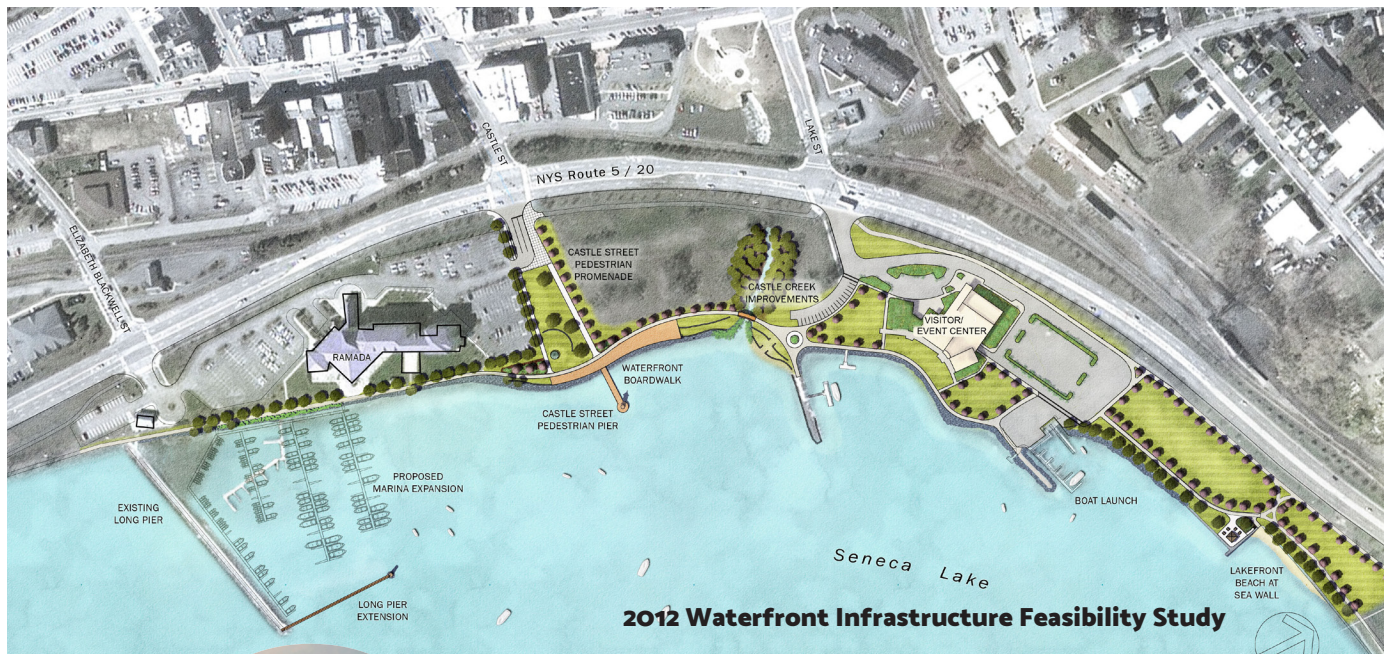 CASTLE ST
LAKE ST
NYS Route 5 / 20
ELIZABETH BLACKWELL ST
CASTLE STREET
PEDESTRIAN
PROMENADE
CASTLE CREEK
IMPROVEMENTS
VISITOR/
EVENT CENTER
RAMADA
WATERFRONT
BOARDWALK
CASTLE STREET
PEDESTRIAN PIER
PROPOSED
MARINA EXPANSION
EXISTING
LONG PIER
BOAT LAUNCH
Seneca Lake
LAKEFRONT
BEACH AT
SEA WALL
LONG PIER
EXTENSION
2012 Waterfront Infrastructure Feasibility Study